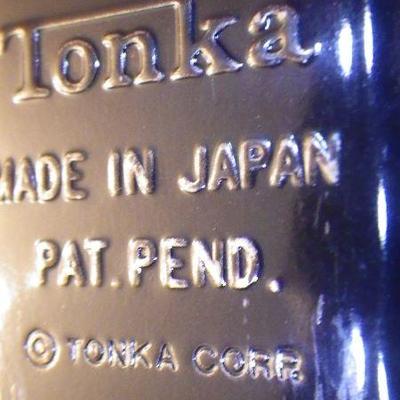 Tonka
MADE IN JAPAN
PAT. PEND.
© TONKA CORP.